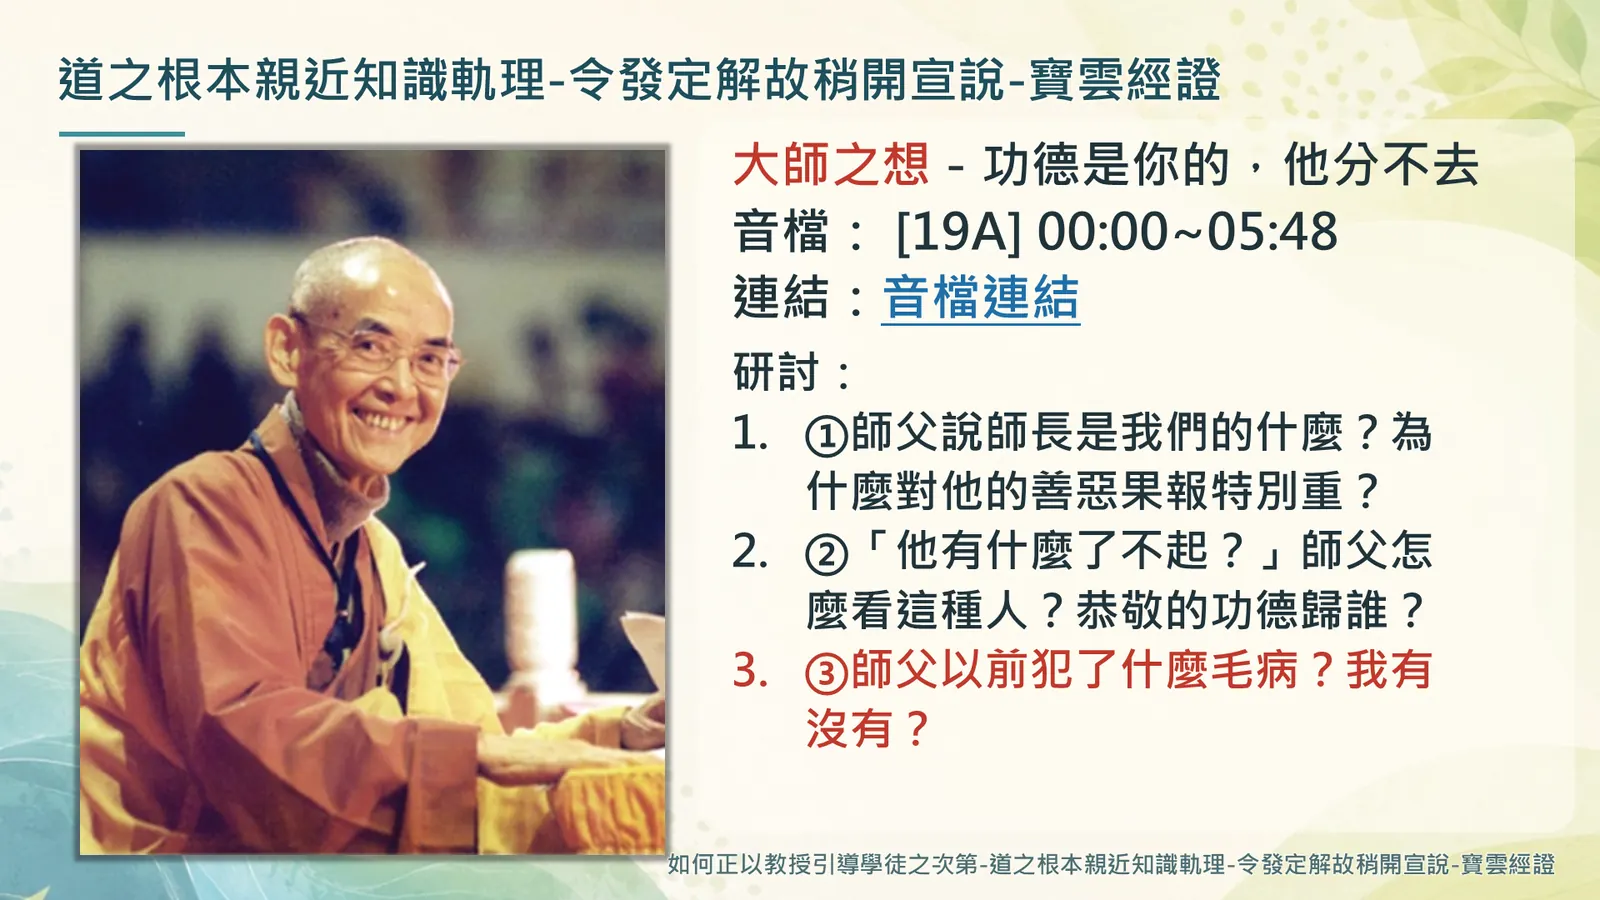 道之根本親近知識軌理-令發定解故稍開宣說-寶雲經證
大師之想 - 功德是你的，他分不去
音檔： [19A] 00:00~05:48
連結：音檔連結
研討：
1. ①師父說師長是我們的什麼？為
什麼對他的善惡果報特別重？
2. ②「他有什麼了不起？」師父怎
麼看這種人？恭敬的功德歸誰？
3. ③師父以前犯了什麼毛病？我有
沒有？
如何正以教授引導學徒之次第-道之根本親近知識軌理-令發定解故稍開宣說-寶雲經證